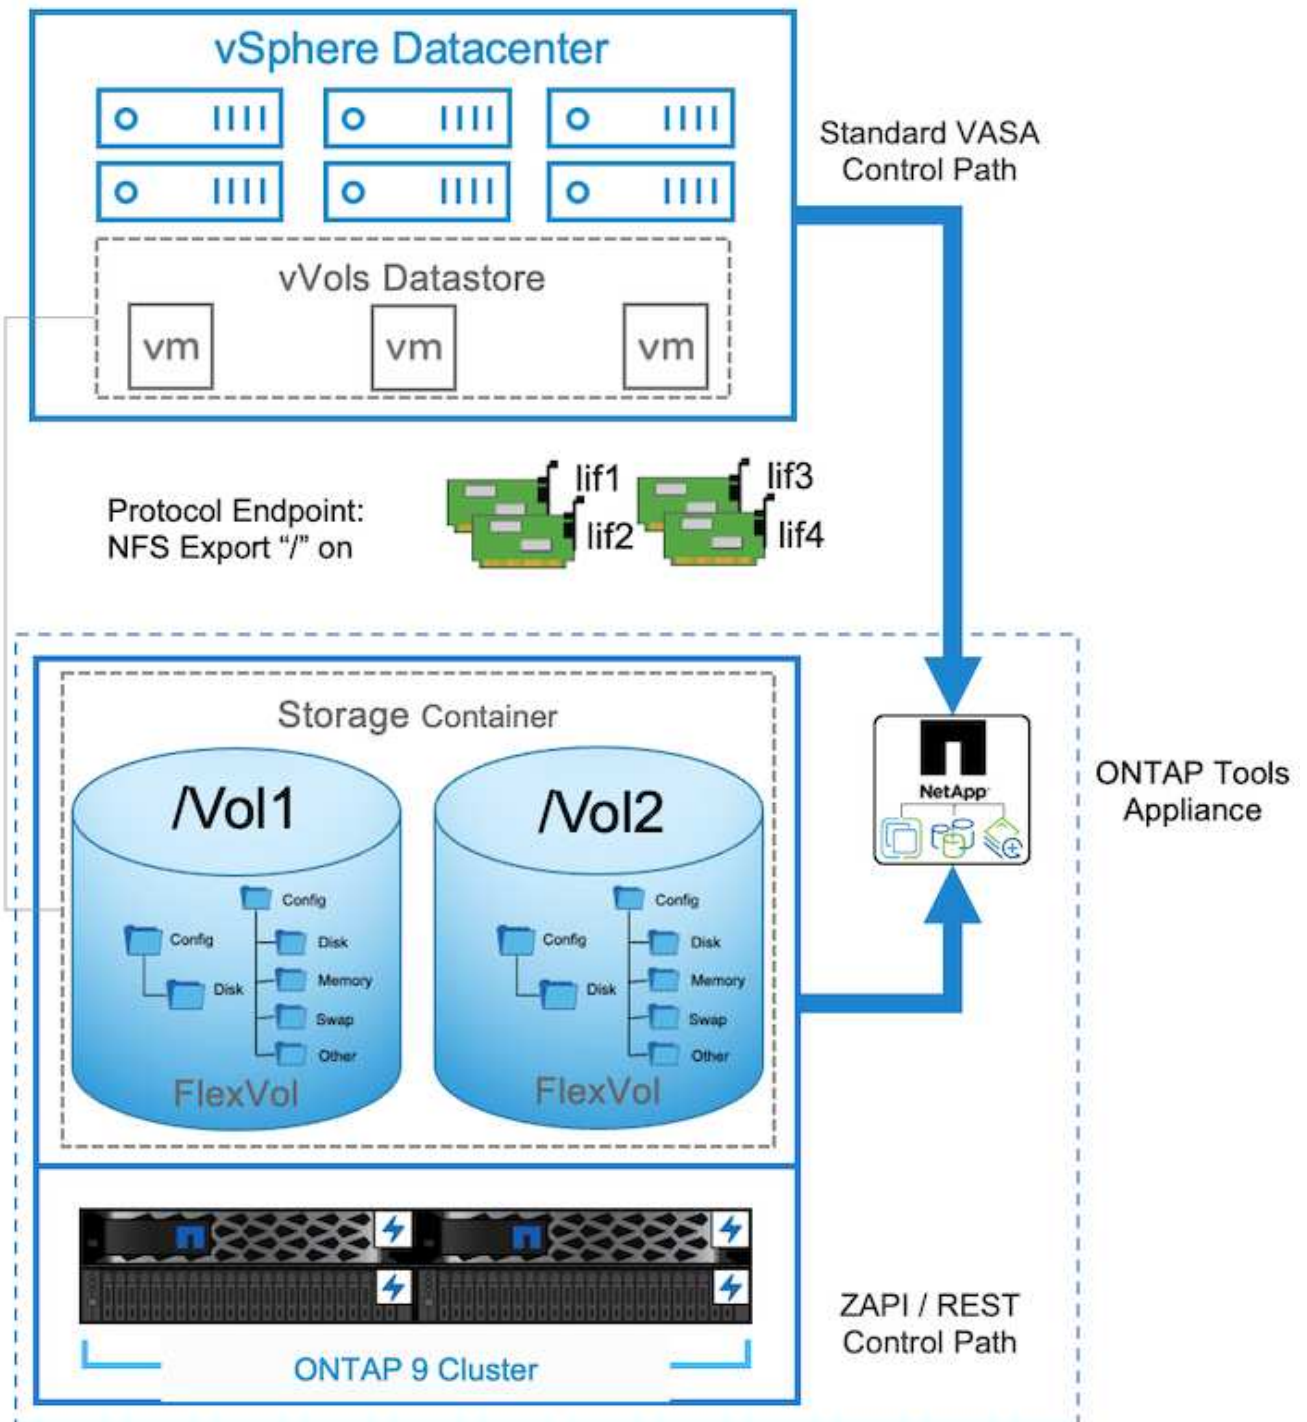 vSphere Datacenter
Standard VASA
Control Path
vVols Datastore
vm
vm
vm
Protocol Endpoint:
NFS Export “/” on
lif1
lif2
lif3
lif4
Storage Container
/Vol1
Config
Disk
Config
Disk
Memory
Swap
Other
FlexVol
/Vol2
Config
Disk
Config
Disk
Memory
Swap
Other
FlexVol
NetApp
ONTAP Tools
Appliance
ZAPI / REST
Control Path
ONTAP 9 Cluster